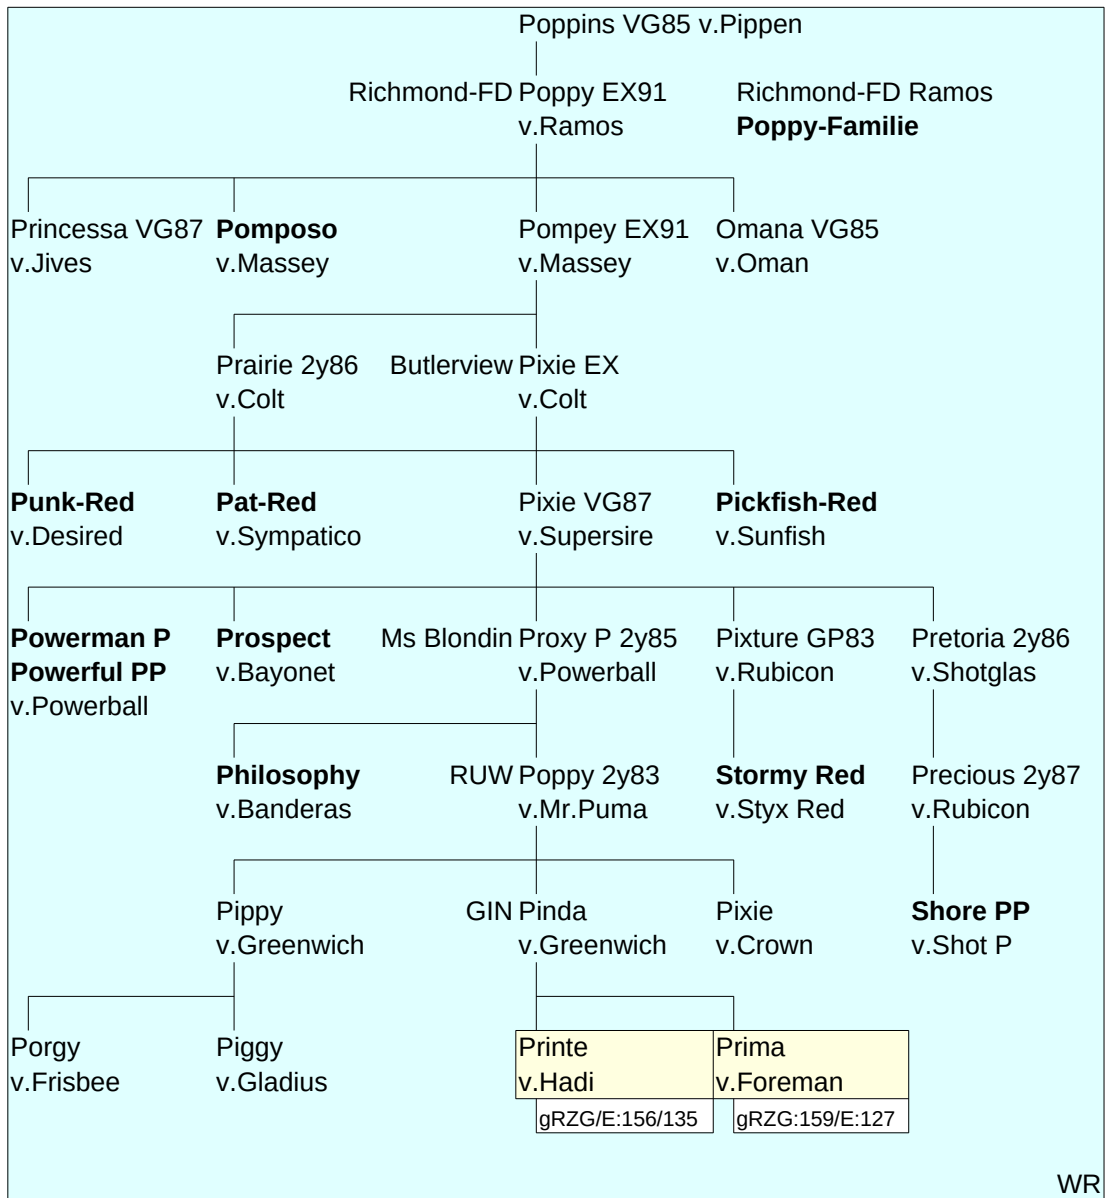 Poppins VG85 v.Pippen
Richmond-FD Poppy EX91 Richmond-FD Ramos
v.Ramos Poppy-Familie
Princessa VG87 Pomposo Pompey EX91 Omana VG85
v.Jives v.Massey v.Massey v.Oman
Prairie 2y86 Butlerview Pixie EX
v.Colt v.Colt
Punk-Red Pat-Red Pixie VG87 Pickfish-Red
v.Desired v.Sympatico v.Supersire v.Sunfish
Powerman P Prospect Ms Blondin Proxy P 2y85 Pixture GP83 Pretoria 2y86
Powerful PP v.Bayonet v.Powerball v.Rubicon v.Shotglas
v.Powerball
Philosophy RUW Poppy 2y83 Stormy Red Precious 2y87
v.Banderas v.Mr.Puma v.Styx Red v.Rubicon
Pippy GIN Pinda Pixie Shore PP
v.Greenwich v.Greenwich v.Crown v.Shot P
Porgy Piggy Printe Prima
v.Frisbee v.Gladius v.Hadi v.Foreman
gRZG/E:156/135 gRZG:159/E:127
WR